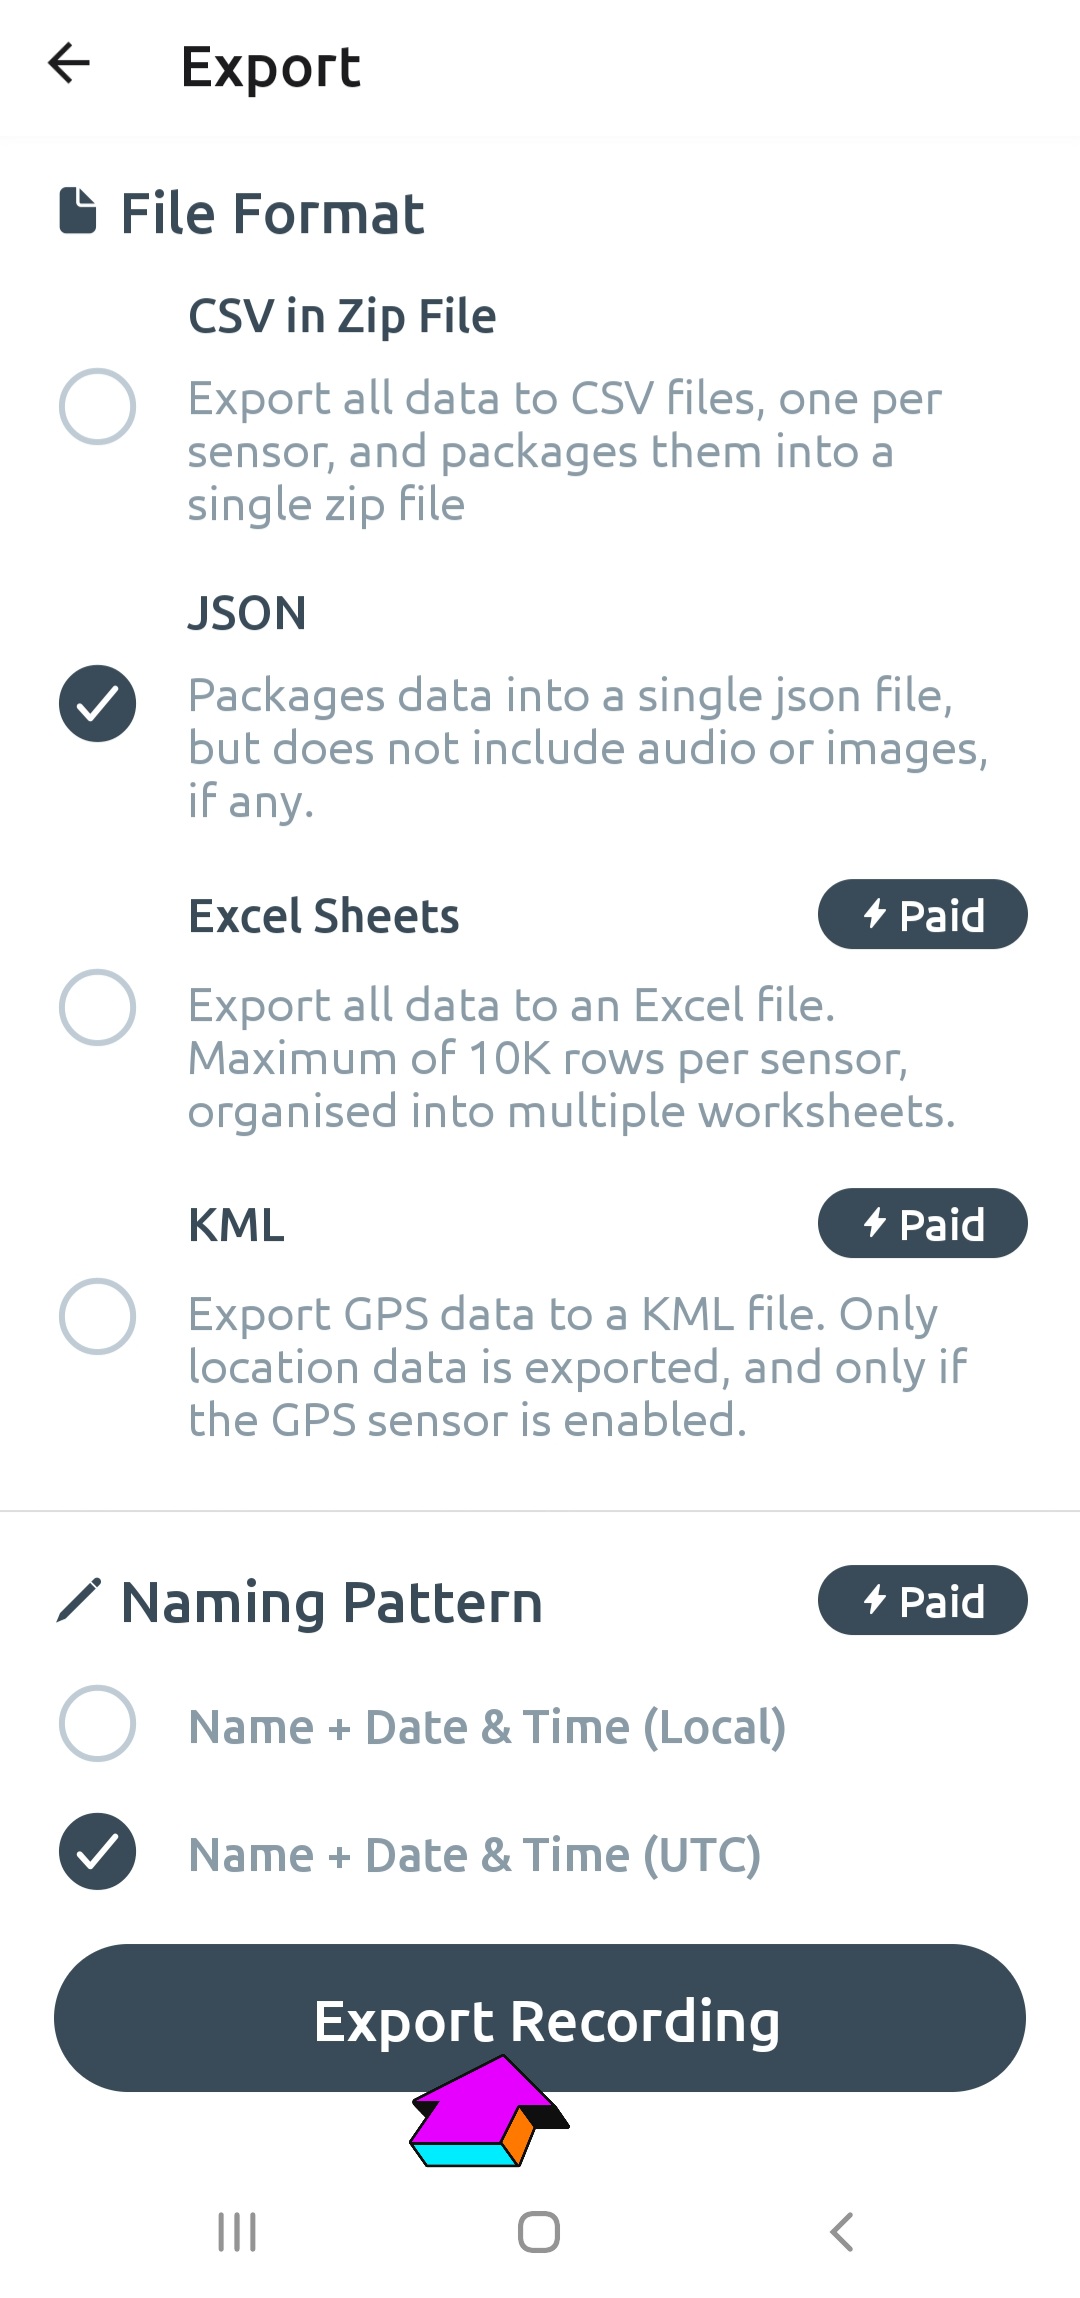 Export
File Format
CSV in Zip File
Export all data to CSV files, one per
sensor, and packages them into a
single zip file
JSON
Packages data into a single json file,
but does not include audio or images,
if any.
Excel Sheets
Paid
Export all data to an Excel file.
Maximum of 10K rows per sensor,
organised into multiple worksheets.
KML
Paid
Export GPS data to a KML file. Only
location data is exported, and only if
the GPS sensor is enabled.
Naming Pattern
Paid
Name + Date & Time (Local)
Name + Date & Time (UTC)
Export Recording